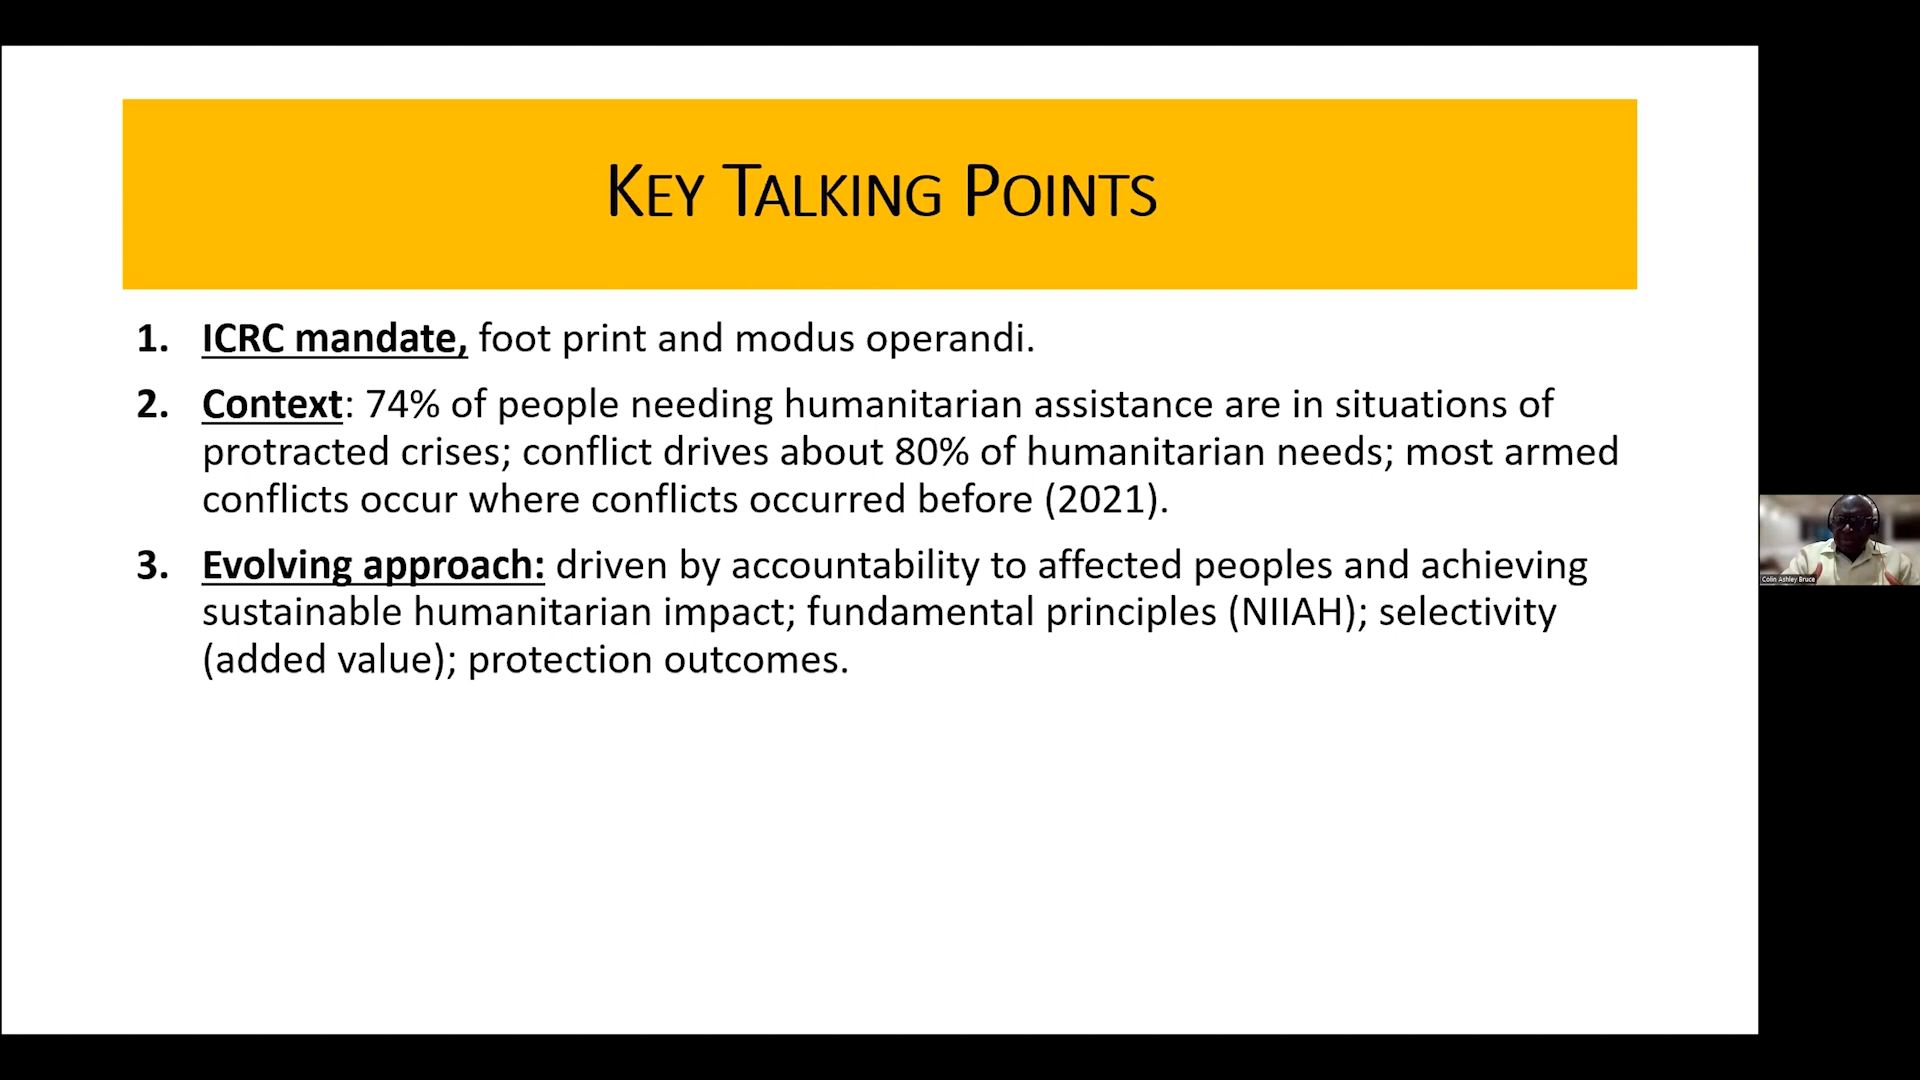 KEY TALKING POINTS
1. ICRC mandate, foot print and modus operandi.
2. Context: 74% of people needing humanitarian assistance are in situations of
protracted crises; conflict drives about 80% of humanitarian needs; most armed
conflicts occur where conflicts occurred before (2021).
3. Evolving approach: driven by accountability to affected peoples and achieving
sustainable humanitarian impact; fundamental principles (NIIAH); selectivity
(added value); protection outcomes.
Colin Ashley Bruce